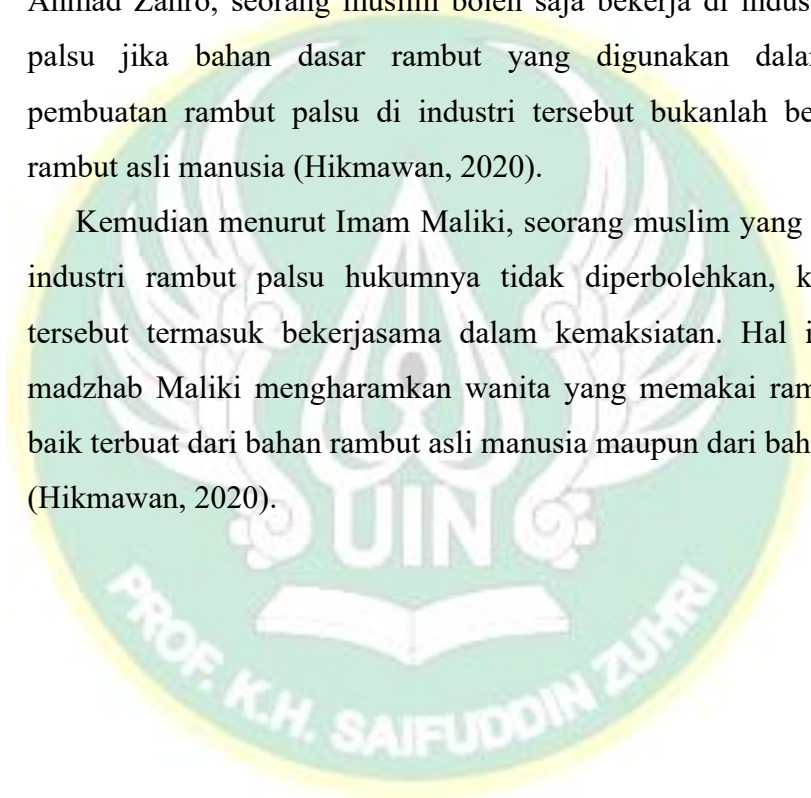 Ahmad Zahro, seorang muslim boleh saja bekerja di indus
palsu jika bahan dasar rambut yang digunakan dala
pembuatan rambut palsu di industri tersebut bukanlah be
rambut asli manusia (Hikmawan, 2020).
Kemudian menurut Imam Maliki, seorang muslim yang
industri rambut palsu hukumnya tidak diperbolehkan, k
tersebut termasuk bekerjasama dalam kemaksiatan. Hal i
madzhab Maliki mengharamkan wanita yang memakai ram
baik terbuat dari bahan rambut asli manusia maupun dari bah
(Hikmawan, 2020).
UIN
PROF. K.H. SAIFUDDIN ZUHRI